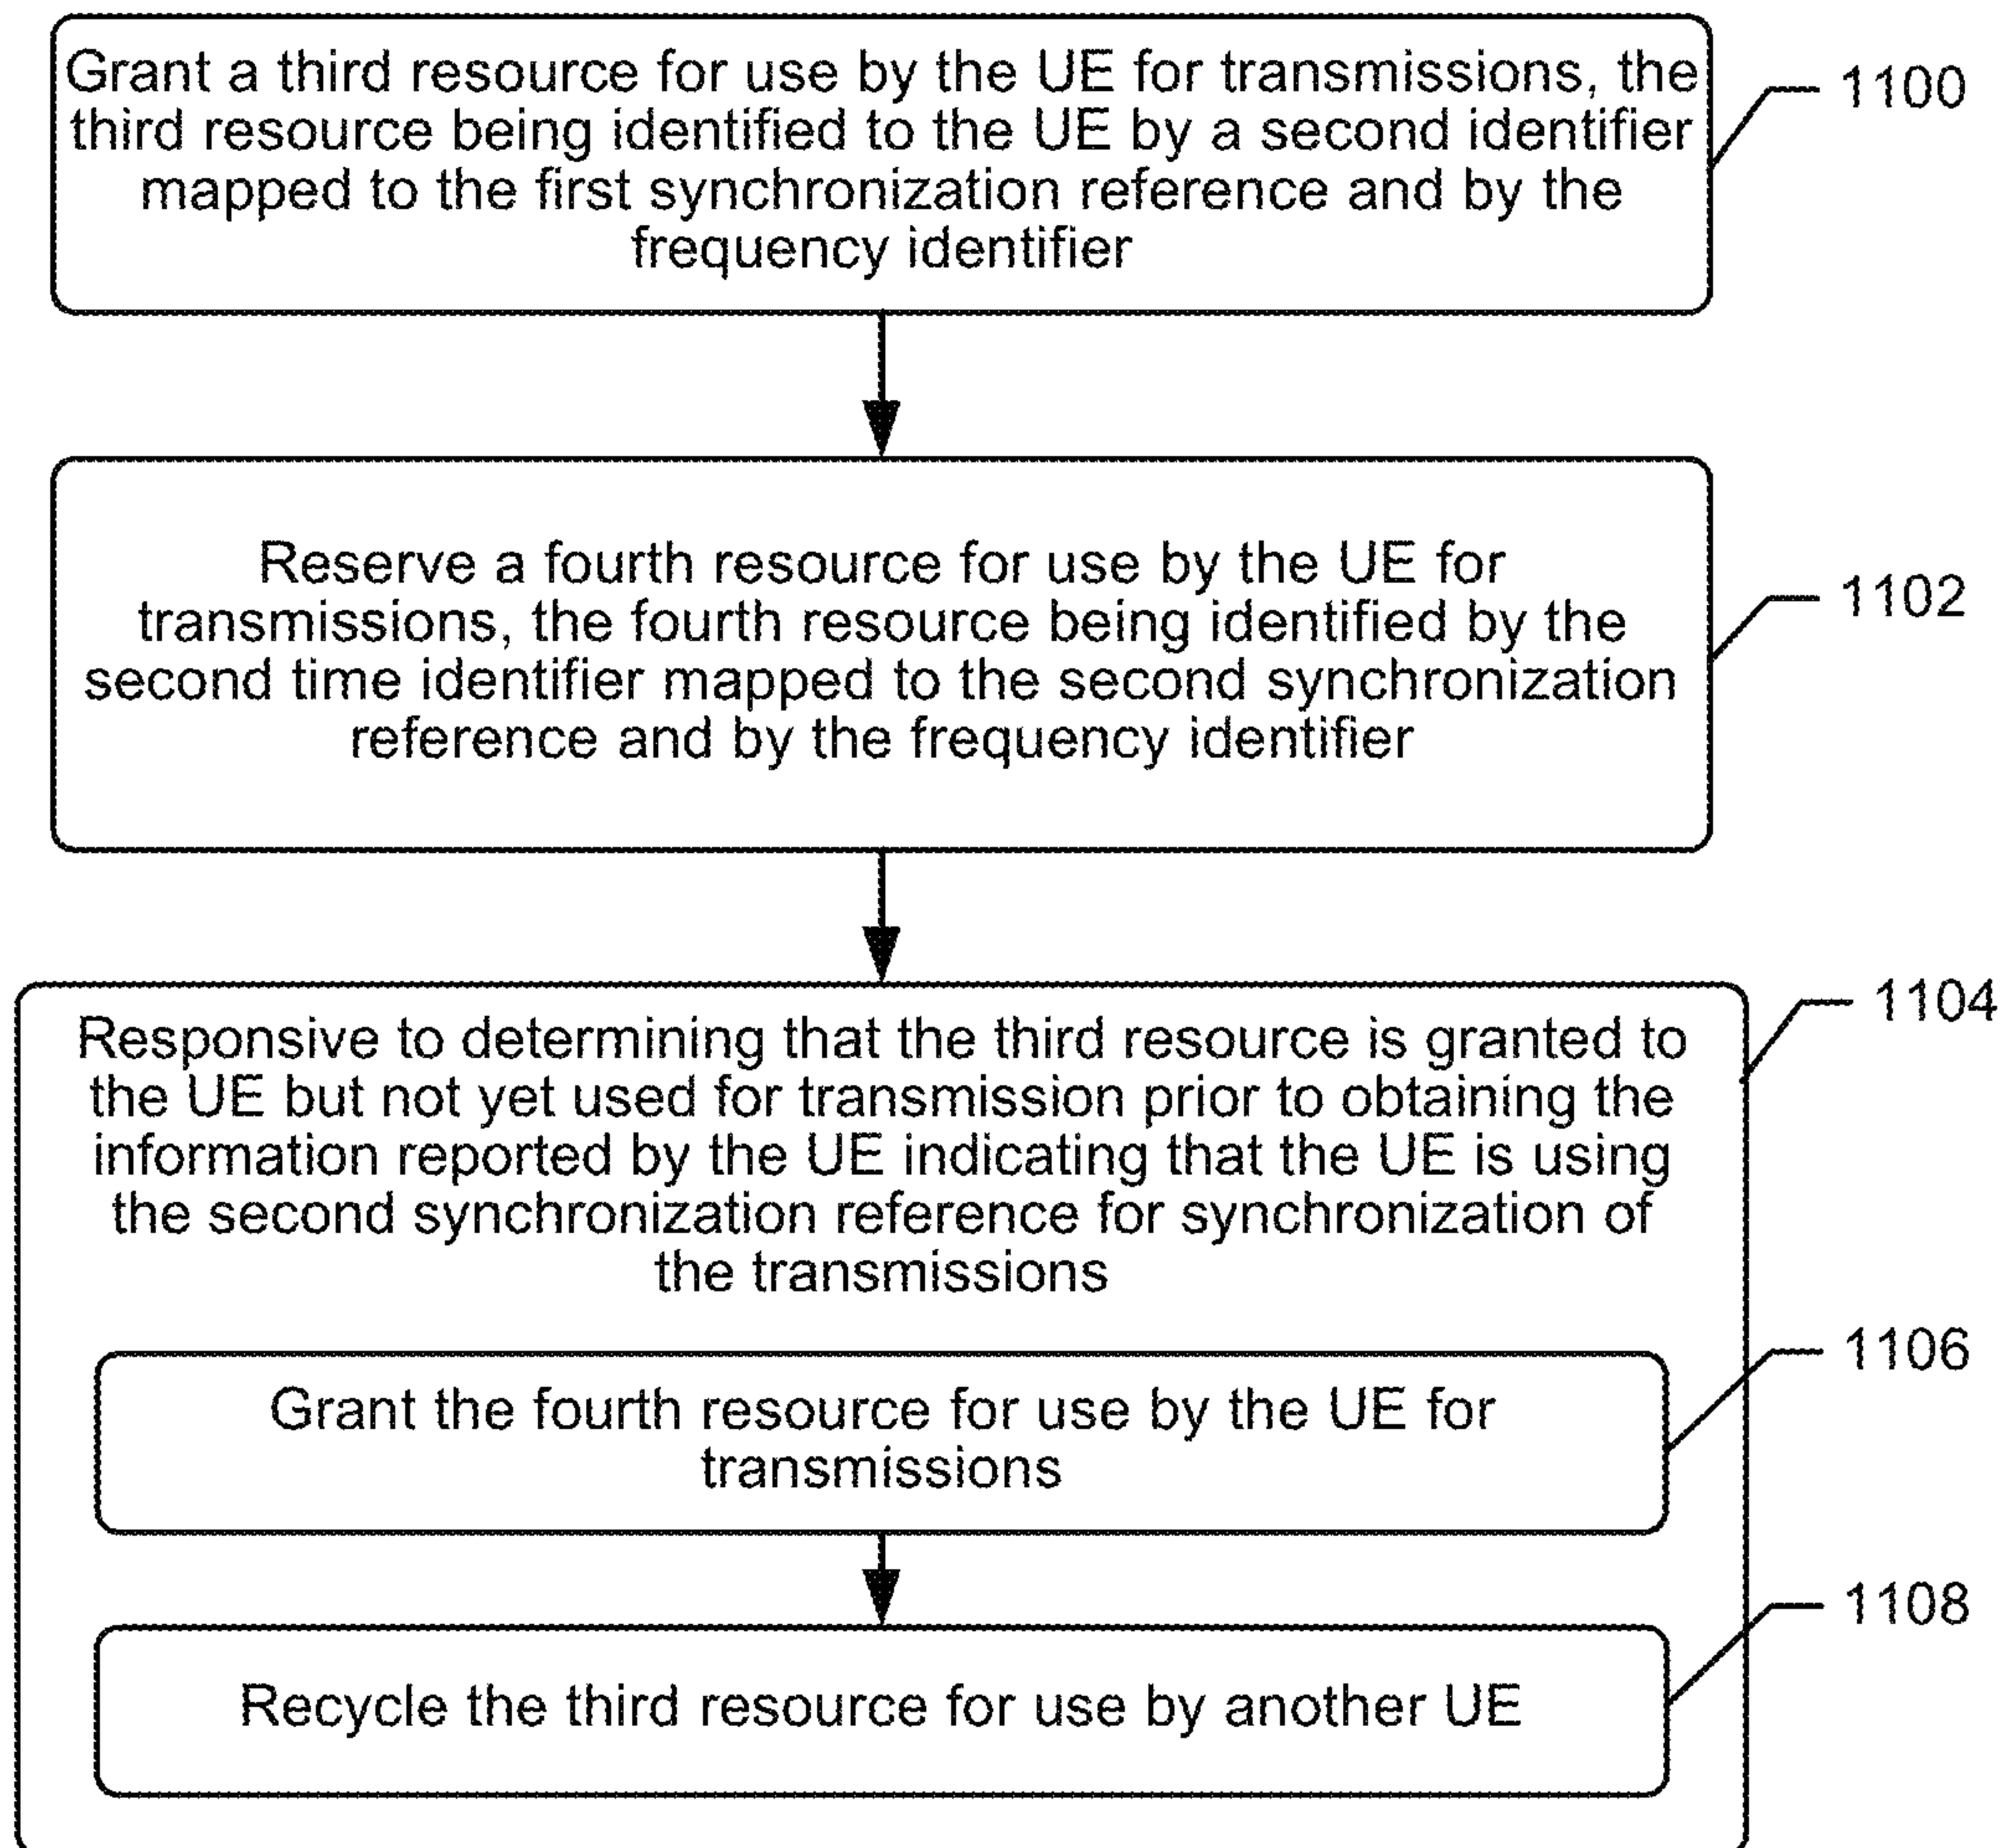 Grant a third resource for use by the UE for transmissions, the
third resource being identified to the UE by a second identifier
mapped to the first synchronization reference and by the
frequency identifier
1100
Reserve a fourth resource for use by the UE for
transmissions, the fourth resource being identified by the
second time identifier mapped to the second synchronization
reference and by the frequency identifier
1102
Responsive to determining that the third resource is granted to
the UE but not yet used for transmission prior to obtaining the
information reported by the UE indicating that the UE is using
the second synchronization reference for synchronization of
the transmissions
1104
Grant the fourth resource for use by the UE for
transmissions
1106
Recycle the third resource for use by another UE
1108